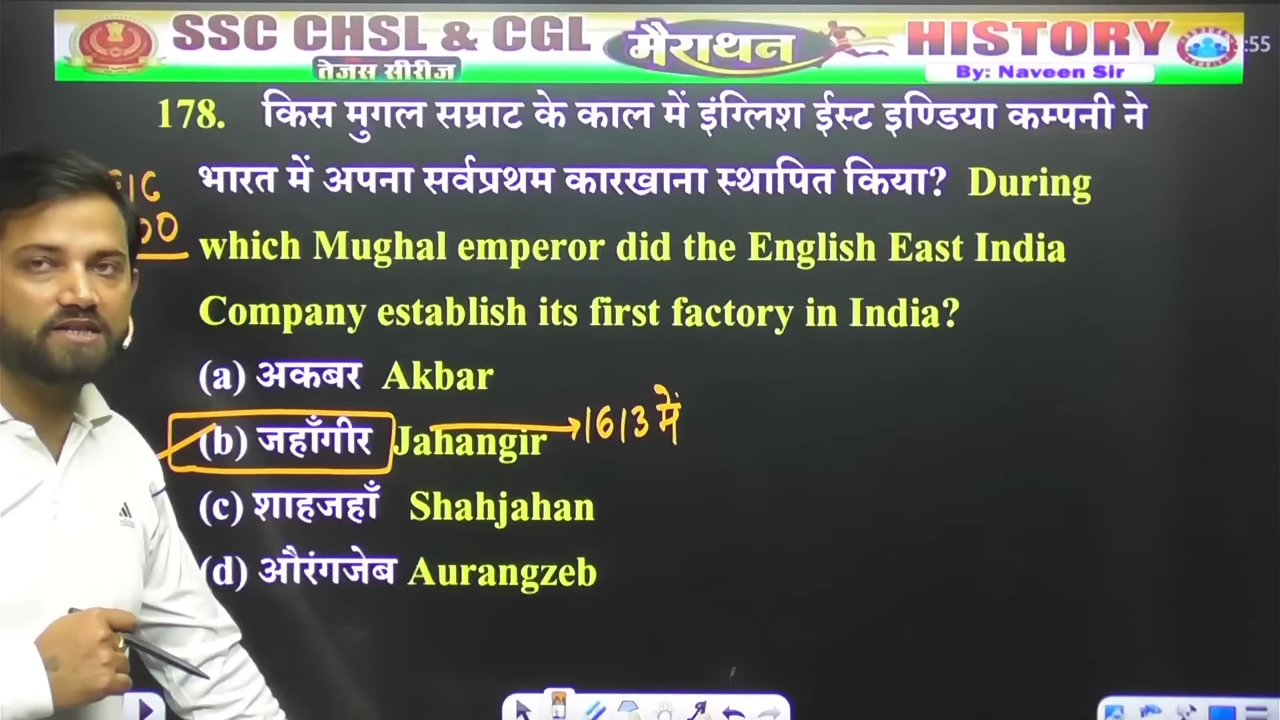 SSC CHSL & CGL मैराथन HISTORY
:55
तेजस सीरीज
By: Naveen Sir
178. किस मुगल सम्राट के काल में इंग्लिश ईस्ट इण्डिया कम्पनी ने
भारत में अपना सर्वप्रथम कारखाना स्थापित किया? During
which Mughal emperor did the English East India
Company establish its first factory in India?
(a) अकबर Akbar
(b) जहाँगीर Jahangir → 1613 में
(c) शाहजहाँ Shahjahan
(d) औरंगजेब Aurangzeb